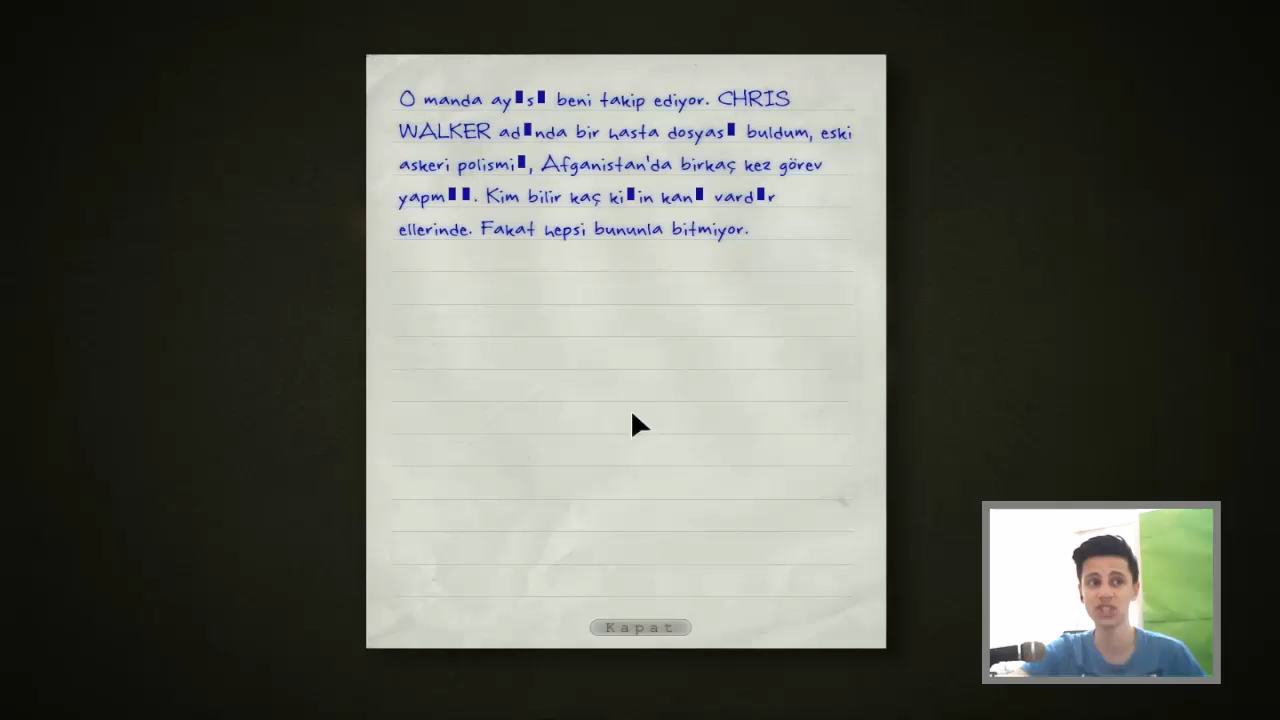 O manda ay▮s▮ beni takip ediyor. CHRIS
WALKER ad▮nda bir hasta dosyas▮ buldum, eski
askeri polismi▮, Afganistan'da birkaç kez görev
yapm▮▮. Kim bilir kaç ki▮in kan▮ vard▮r
ellerinde. Fakat hepsi bununla bitmiyor.
Kapat